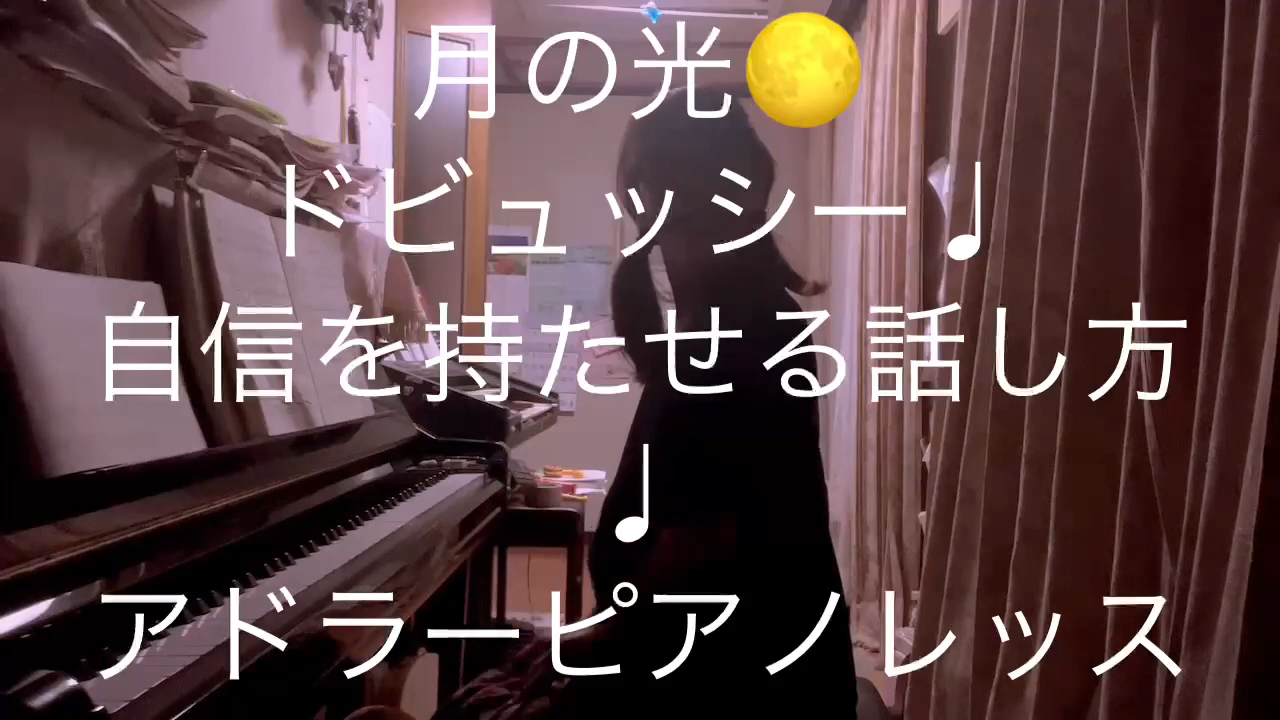 月の光🌕
ドビュッシー♩
自信を持たせる話し方
♩
アドラーピアノレッス